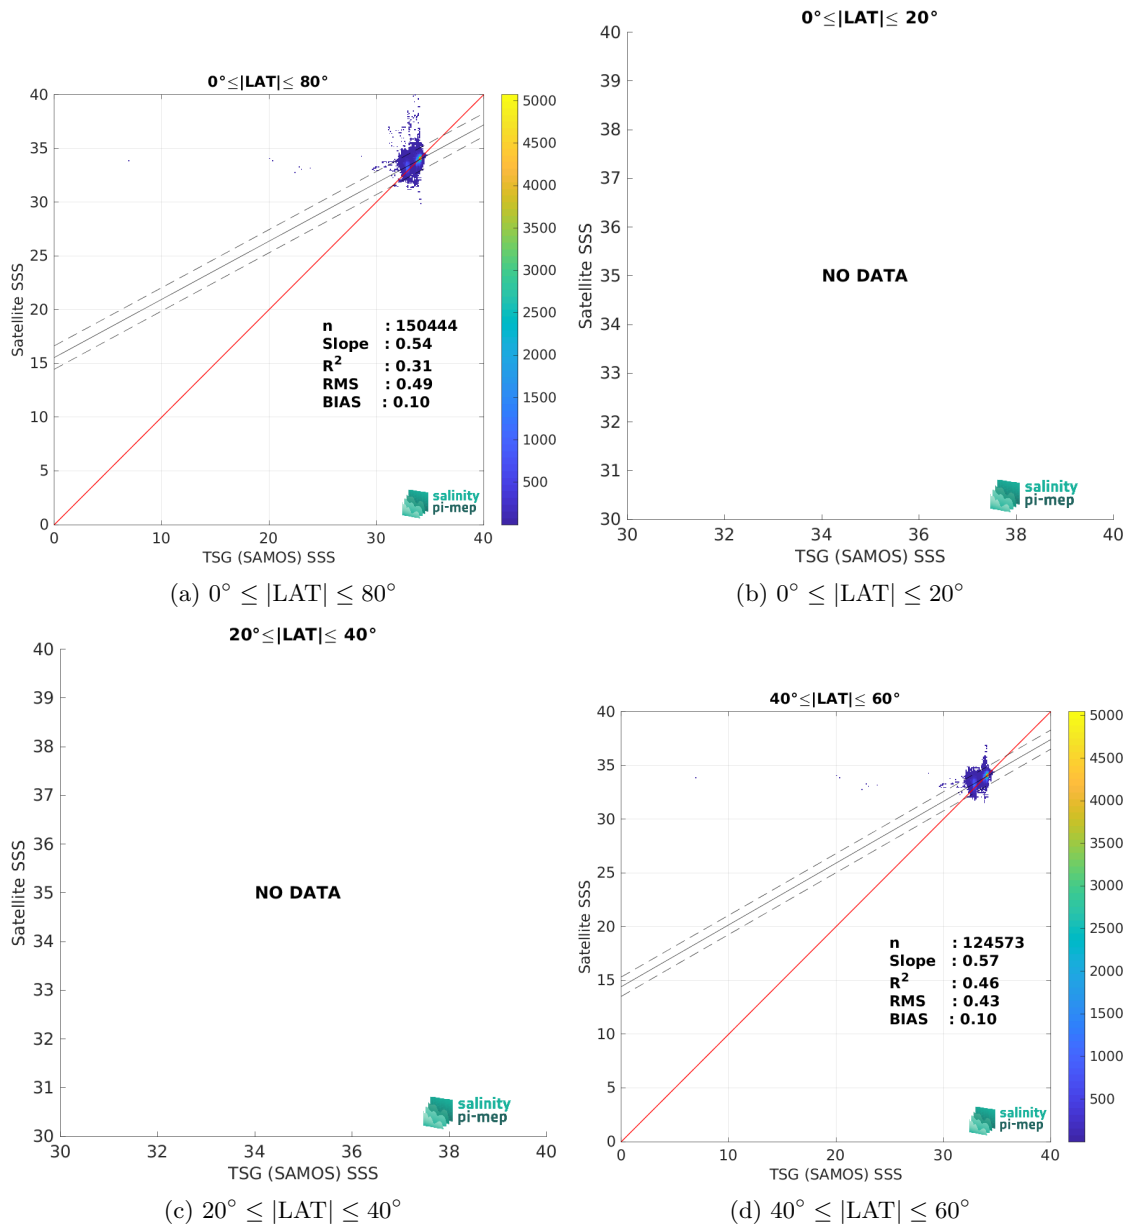 0°≤|LAT|≤ 80°
40
35
30
25
20
15
10
5
0
Satellite SSS
n : 150444
Slope : 0.54
R² : 0.31
RMS : 0.49
BIAS : 0.10
salinity
pi-mep
0 10 20 30 40
TSG (SAMOS) SSS
5000
4500
4000
3500
3000
2500
2000
1500
1000
500
(a) 0° ≤ |LAT| ≤ 80°
0°≤|LAT|≤ 20°
40
39
38
37
36
35
34
33
32
31
30
Satellite SSS
NO DATA
salinity
pi-mep
30 32 34 36 38 40
TSG (SAMOS) SSS
(b) 0° ≤ |LAT| ≤ 20°
20°≤|LAT|≤ 40°
40
39
38
37
36
35
34
33
32
31
30
Satellite SSS
NO DATA
salinity
pi-mep
30 32 34 36 38 40
TSG (SAMOS) SSS
(c) 20° ≤ |LAT| ≤ 40°
40°≤|LAT|≤ 60°
40
35
30
25
20
15
10
5
0
Satellite SSS
n : 124573
Slope : 0.57
R² : 0.46
RMS : 0.43
BIAS : 0.10
salinity
pi-mep
0 10 20 30 40
TSG (SAMOS) SSS
5000
4500
4000
3500
3000
2500
2000
1500
1000
500
(d) 40° ≤ |LAT| ≤ 60°